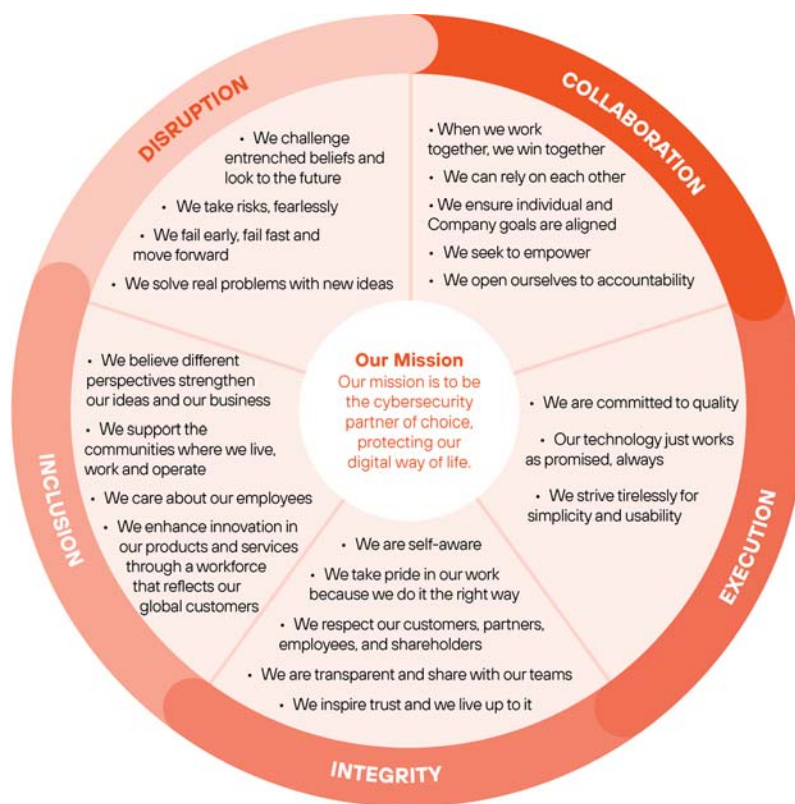 DISRUPTION
• We challenge
entrenched beliefs and
look to the future
• We take risks, fearlessly
• We fail early, fail fast and
move forward
• We solve real problems with new ideas
COLLABORATION
• When we work
together, we win together
• We can rely on each other
• We ensure individual and
Company goals are aligned
• We seek to empower
• We open ourselves to accountability
Our Mission
Our mission is to be
the cybersecurity
partner of choice,
protecting our
digital way of life.
EXECUTION
• We are committed to quality
• Our technology just works
as promised, always
• We strive tirelessly for
simplicity and usability
INTEGRITY
• We are self-aware
• We take pride in our work
because we do it the right way
• We respect our customers, partners,
employees, and shareholders
• We are transparent and share with our teams
• We inspire trust and we live up to it
INCLUSION
• We believe different
perspectives strengthen
our ideas and our business
• We support the
communities where we live,
work and operate
• We care about our employees
• We enhance innovation in
our products and services
through a workforce
that reflects our
global customers